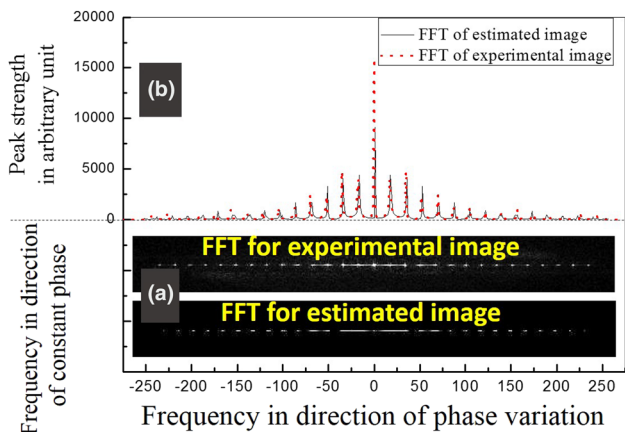 20000
15000
10000
5000
0
Peak strength
in arbitrary unit
(b)
FFT of estimated image
FFT of experimental image
Frequency in direction
of constant phase
(a)
FFT for experimental image
FFT for estimated image
-250 -200 -150 -100 -50 0 50 100 150 200 250
Frequency in direction of phase variation